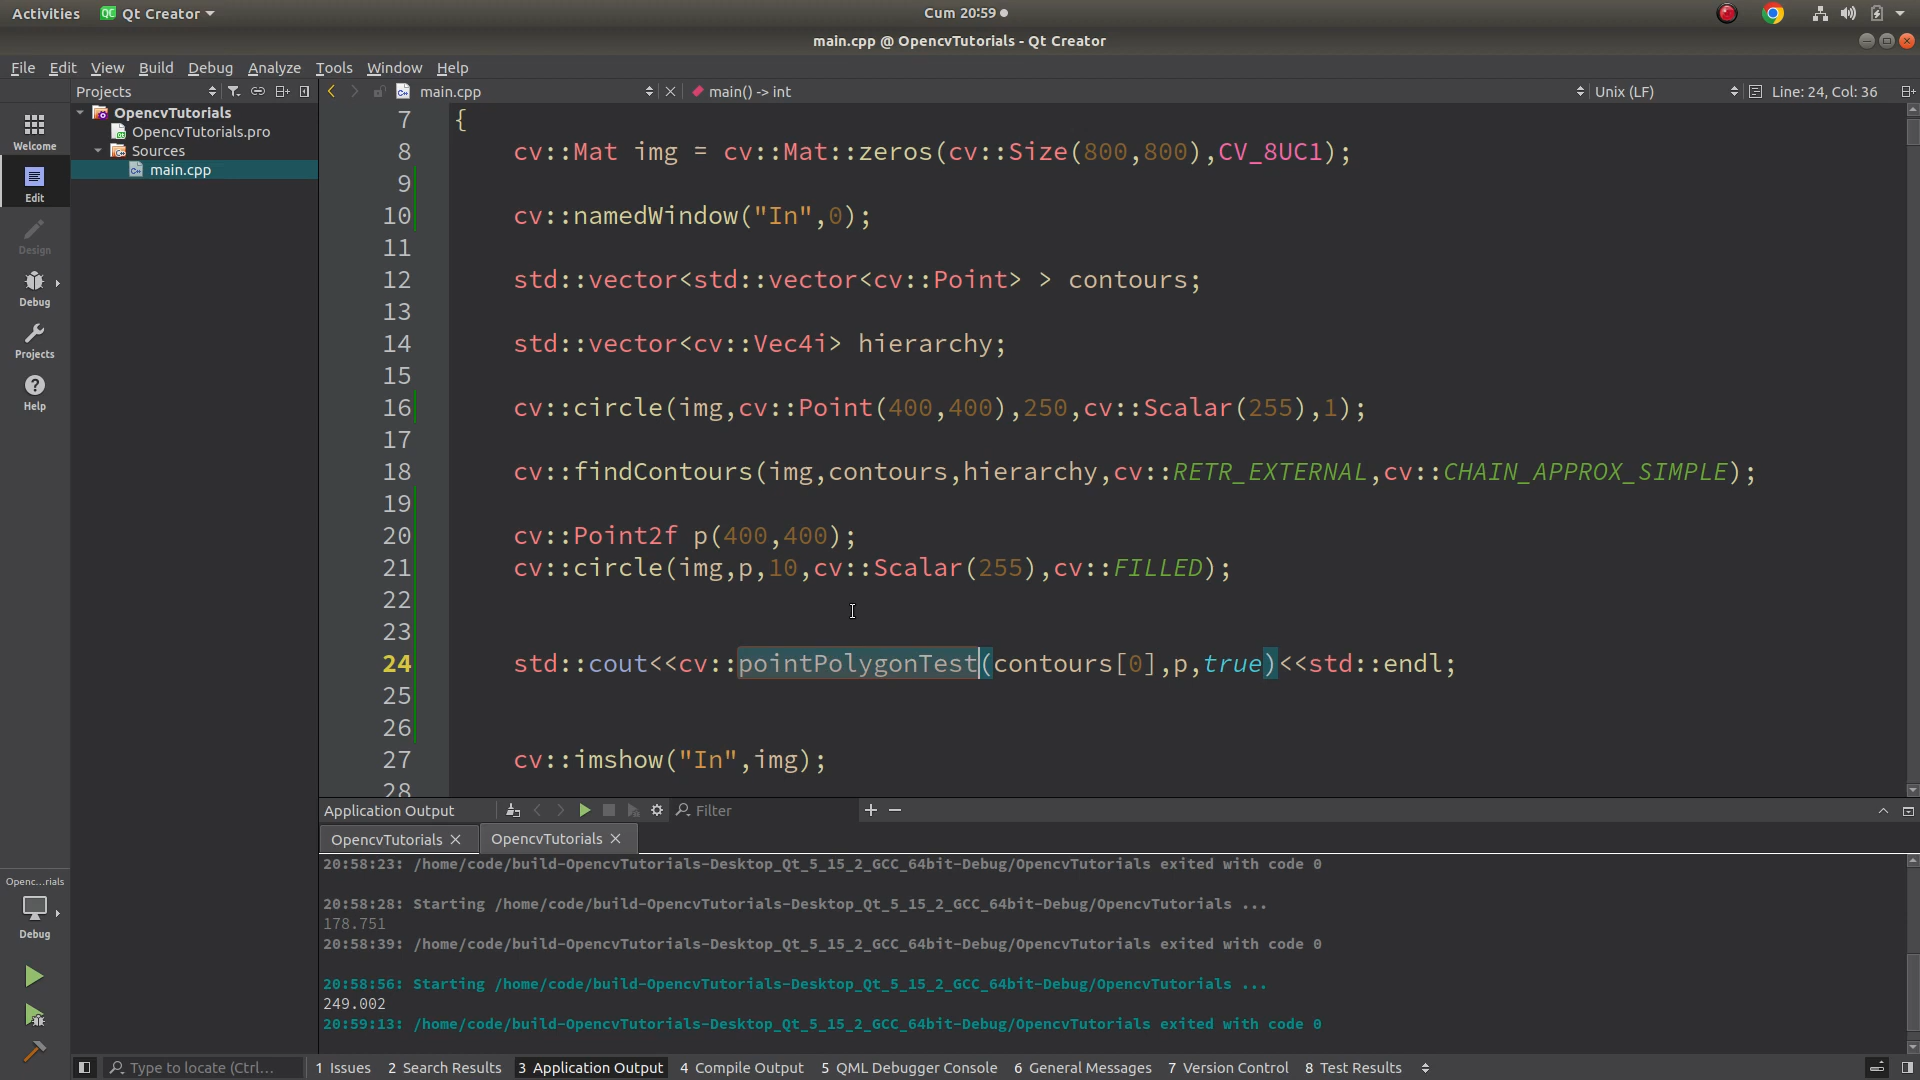 Activities Qt Creator Cum 20:59
main.cpp @ OpencvTutorials - Qt Creator
File Edit View Build Debug Analyze Tools Window Help
Projects main.cpp main() -> int Unix (LF) Line: 24, Col: 36
OpencvTutorials
OpencvTutorials.pro
Sources
main.cpp
Welcome
Edit
Design
Debug
Projects
Help
7 {
8 cv::Mat img = cv::Mat::zeros(cv::Size(800,800),CV_8UC1);
9
10 cv::namedWindow("In",0);
11
12 std::vector<std::vector<cv::Point> > contours;
13
14 std::vector<cv::Vec4i> hierarchy;
15
16 cv::circle(img,cv::Point(400,400),250,cv::Scalar(255),1);
17
18 cv::findContours(img,contours,hierarchy,cv::RETR_EXTERNAL,cv::CHAIN_APPROX_SIMPLE);
19
20 cv::Point2f p(400,400);
21 cv::circle(img,p,10,cv::Scalar(255),cv::FILLED);
22
23
24 std::cout<<cv::pointPolygonTest(contours[0],p,true)<<std::endl;
25
26
27 cv::imshow("In",img);
28
Application Output Filter
OpencvTutorials OpencvTutorials
20:58:23: /home/code/build-OpencvTutorials-Desktop_Qt_5_15_2_GCC_64bit-Debug/OpencvTutorials exited with code 0
20:58:28: Starting /home/code/build-OpencvTutorials-Desktop_Qt_5_15_2_GCC_64bit-Debug/OpencvTutorials ...
178.751
20:58:39: /home/code/build-OpencvTutorials-Desktop_Qt_5_15_2_GCC_64bit-Debug/OpencvTutorials exited with code 0
20:58:56: Starting /home/code/build-OpencvTutorials-Desktop_Qt_5_15_2_GCC_64bit-Debug/OpencvTutorials ...
249.002
20:59:13: /home/code/build-OpencvTutorials-Desktop_Qt_5_15_2_GCC_64bit-Debug/OpencvTutorials exited with code 0
Openc...rials
Debug
Type to locate (Ctrl... 1 Issues 2 Search Results 3 Application Output 4 Compile Output 5 QML Debugger Console 6 General Messages 7 Version Control 8 Test Results